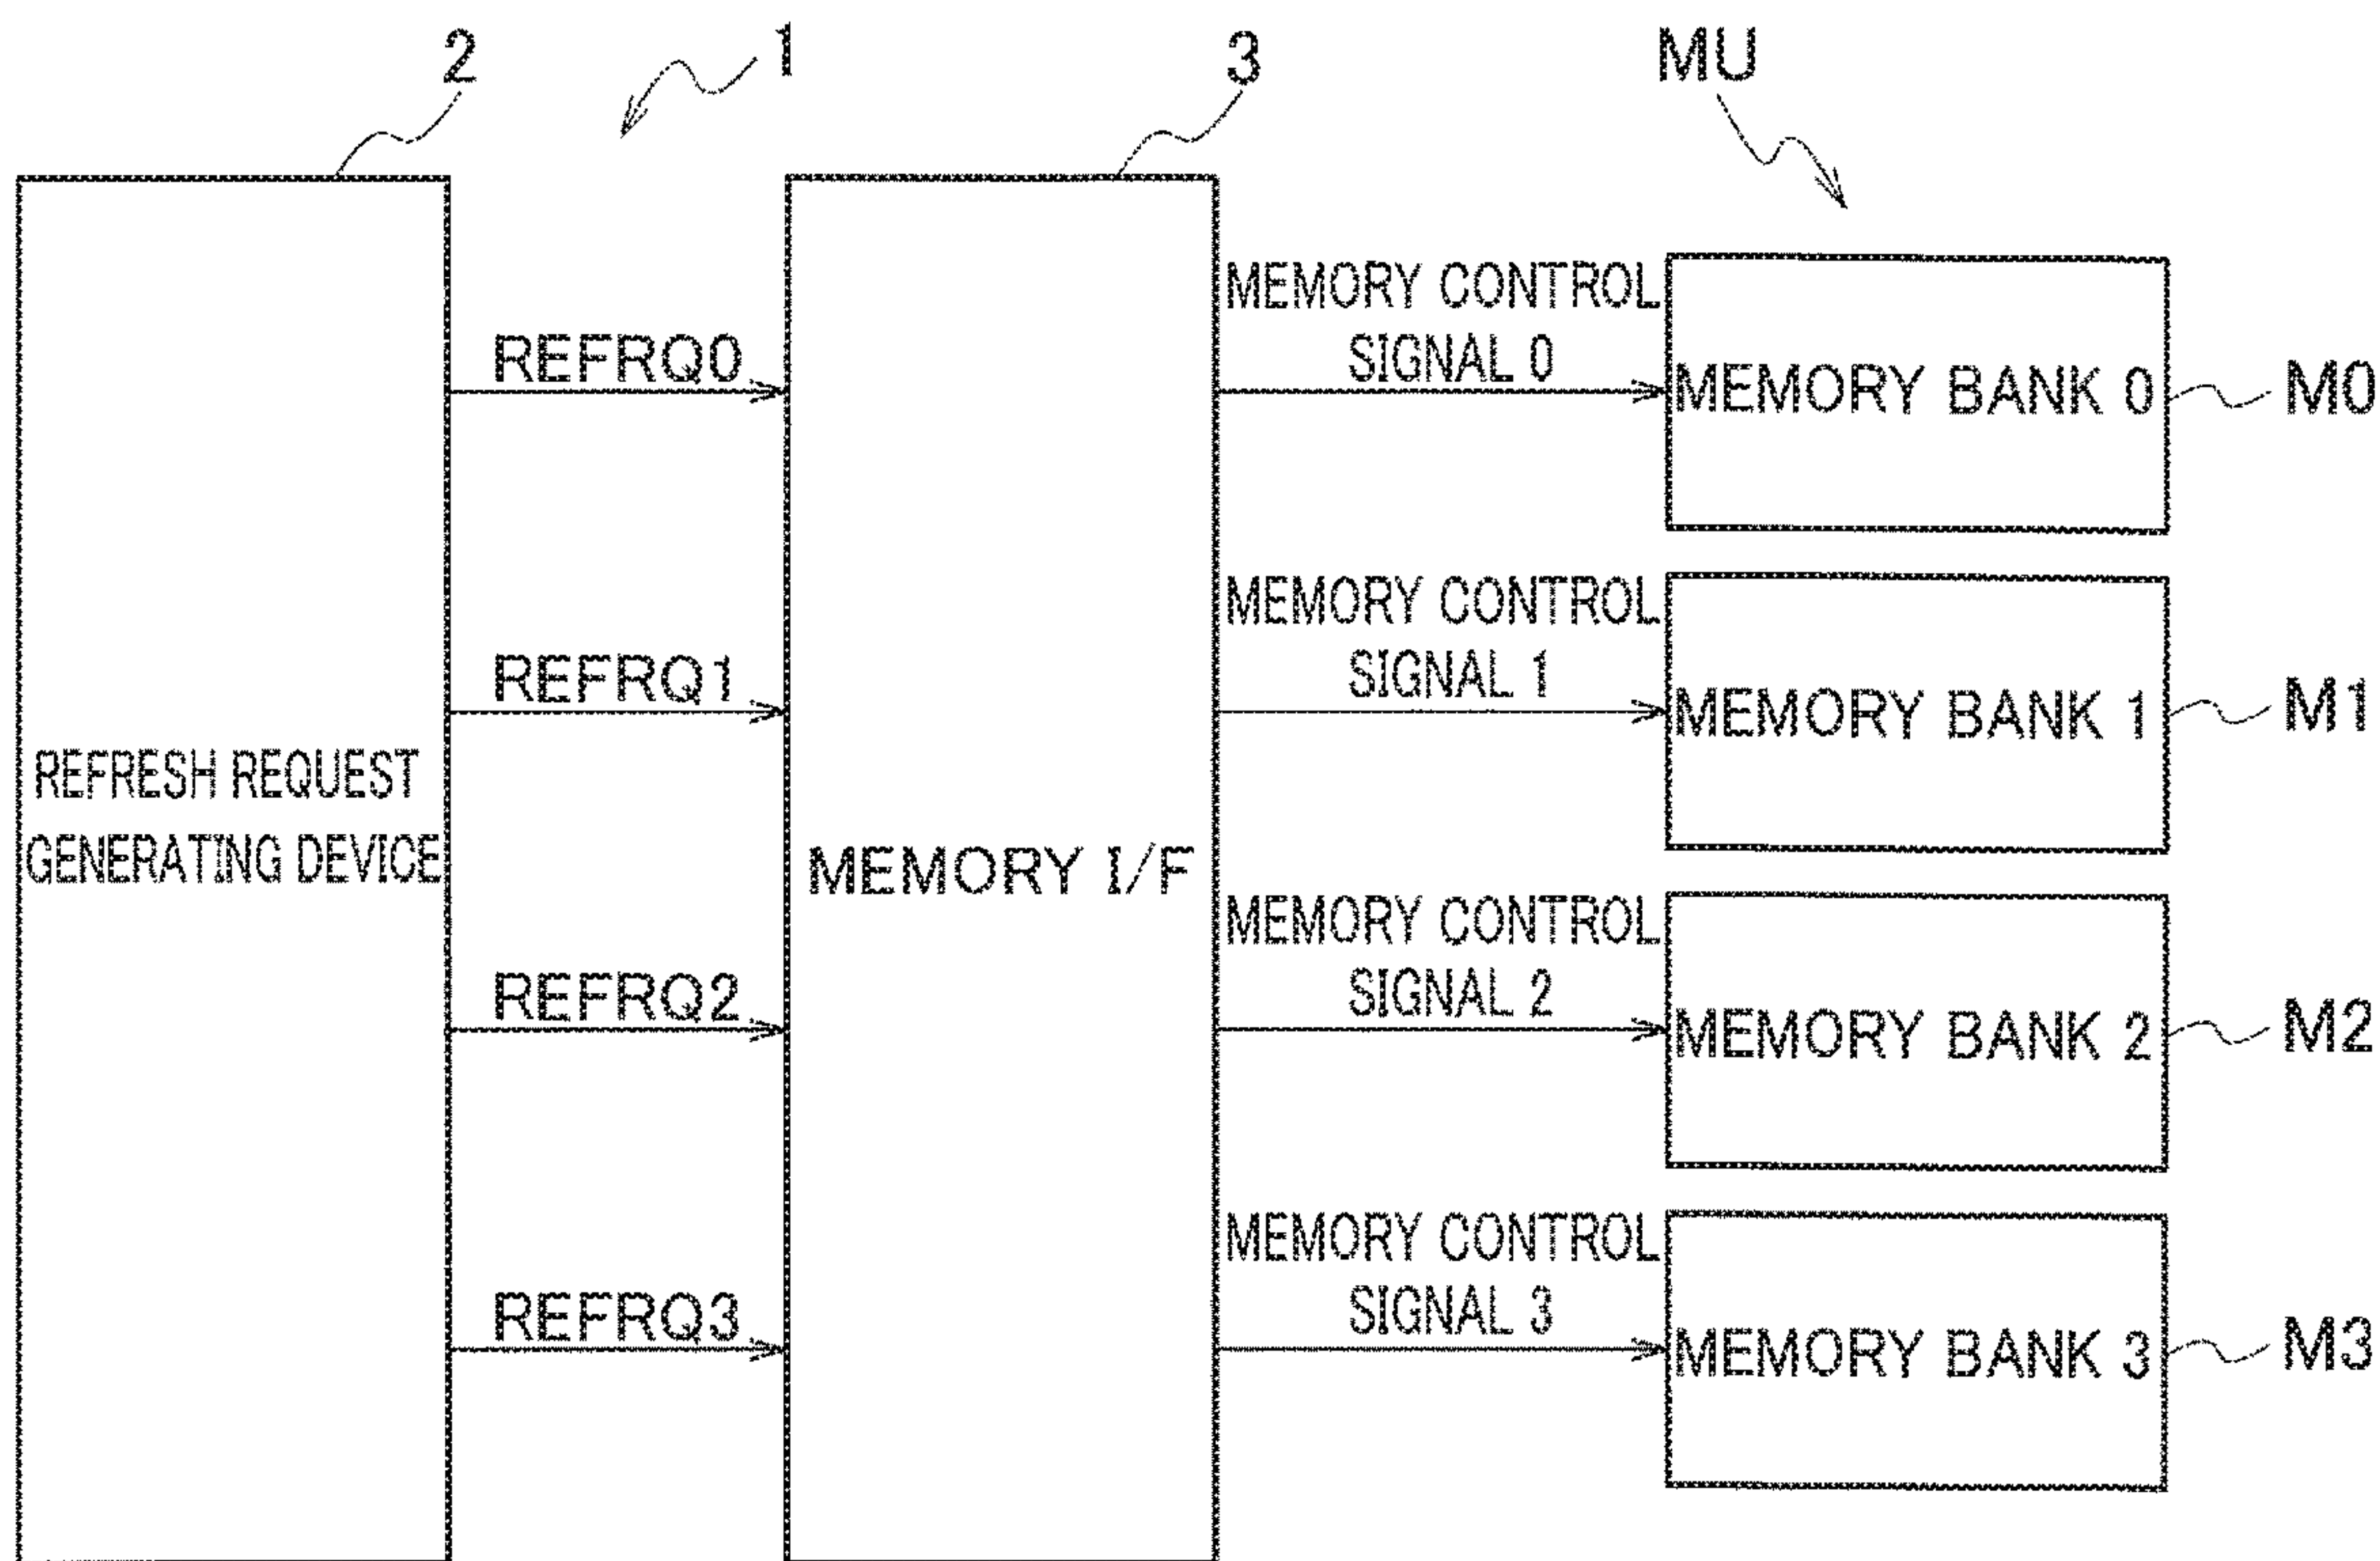 2
1
3
MU
REFRESH REQUEST
GENERATING DEVICE
REFRQ0
REFRQ1
REFRQ2
REFRQ3
MEMORY I/F
MEMORY CONTROL
SIGNAL 0
MEMORY BANK 0
M0
MEMORY CONTROL
SIGNAL 1
MEMORY BANK 1
M1
MEMORY CONTROL
SIGNAL 2
MEMORY BANK 2
M2
MEMORY CONTROL
SIGNAL 3
MEMORY BANK 3
M3